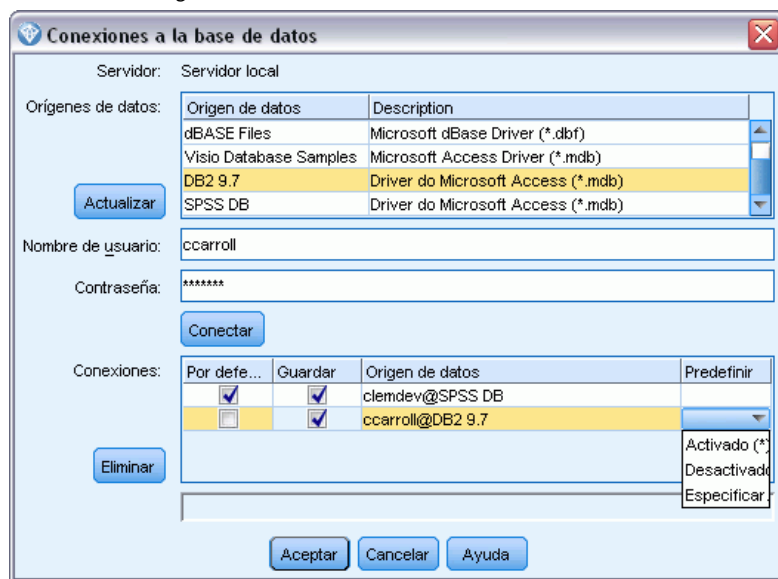 Conexiones a la base de datos
Servidor: Servidor local
Orígenes de datos:
Origen de datos Description
dBASE Files Microsoft dBase Driver (*.dbf)
Visio Database Samples Microsoft Access Driver (*.mdb)
DB2 9.7 Driver do Microsoft Access (*.mdb)
SPSS DB Driver do Microsoft Access (*.mdb)
Actualizar
Nombre de usuario: ccarroll
Contraseña: *******
Conectar
Conexiones:
Por defe... Guardar Origen de datos Predefinir
clemdev@SPSS DB
ccarroll@DB2 9.7
Activado (*)
Desactivado
Especificar.
Eliminar
Aceptar Cancelar Ayuda